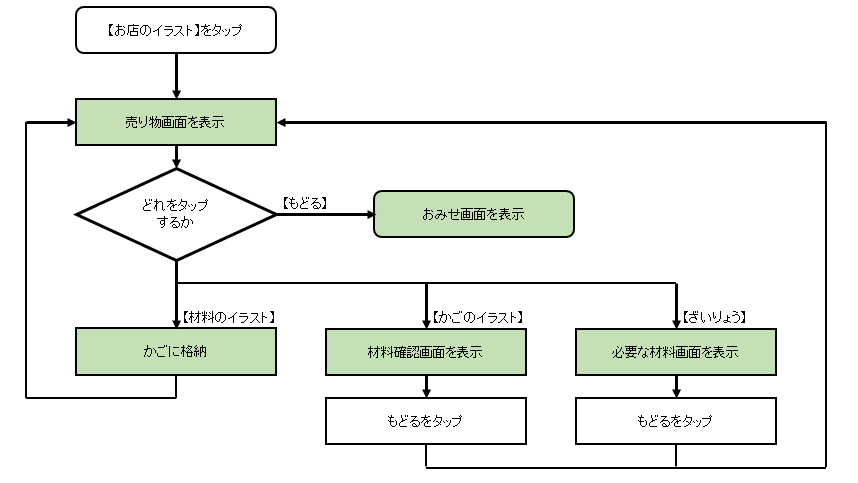 【お店のイラスト】をタップ
売り物画面を表示
どれをタップ
するか
【もどる】
おみせ画面を表示
【材料のイラスト】
【かごのイラスト】
【ざいりょう】
かごに格納
材料確認画面を表示
必要な材料画面を表示
もどるをタップ
もどるをタップ